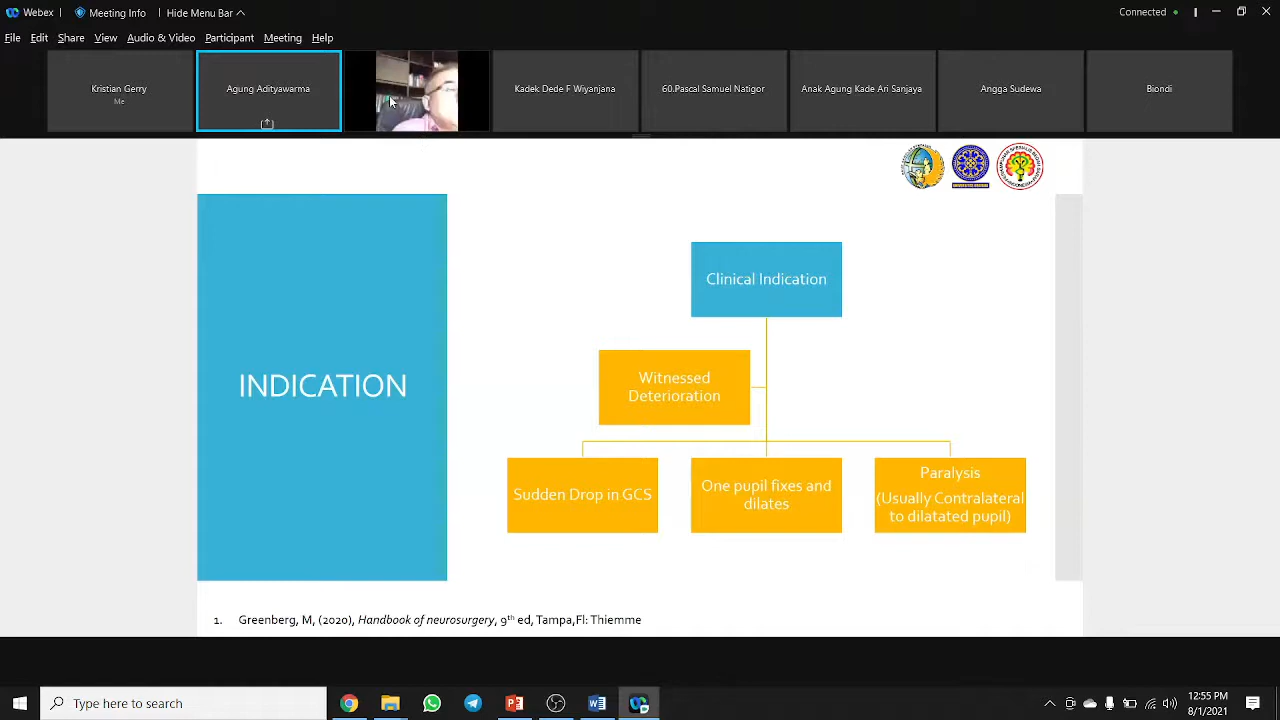 Webex
Meeting Info
Hide Menu Bar
Connected
File Edit Share View Audio & Video Participant Meeting Help
Kristian Gerry
Me
Agung Adityawarma
Kadek Dede F Wiyanjana
60.Pascal Samuel Natigor
Anak Agung Kade Ari Sanjaya
Angga Sudewa
Bendi
INDICATION
Clinical Indication
Witnessed
Deterioration
Sudden Drop in GCS
One pupil fixes and
dilates
Paralysis
(Usually Contralateral
to dilatated pupil)
1. Greenberg, M, (2020), Handbook of neurosurgery, 9th ed, Tampa,Fl: Thiemme
Type here to search
12:55 PM
8/1/2021